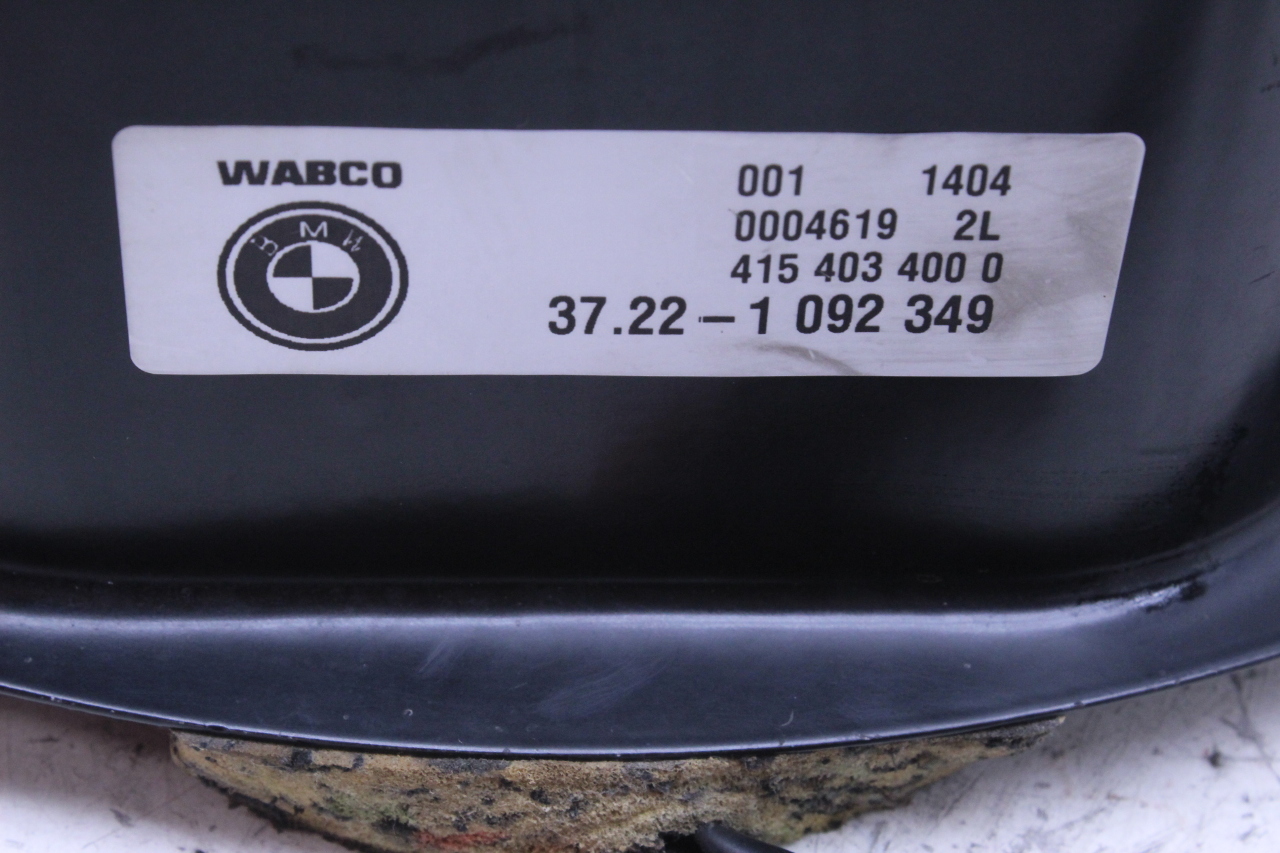 WABCO
BMW
001 1404
0004619 2L
415 403 400 0
37.22 – 1 092 349